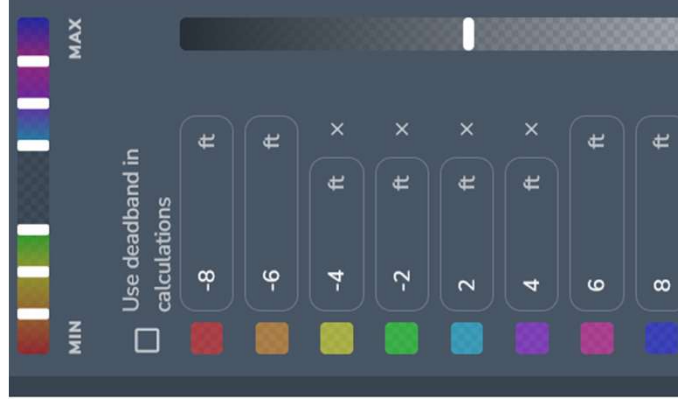 MIN MAX
Use deadband in
calculations
-8 ft
-6 ft
-4 ft ×
-2 ft ×
2 ft ×
4 ft ×
6 ft
8 ft